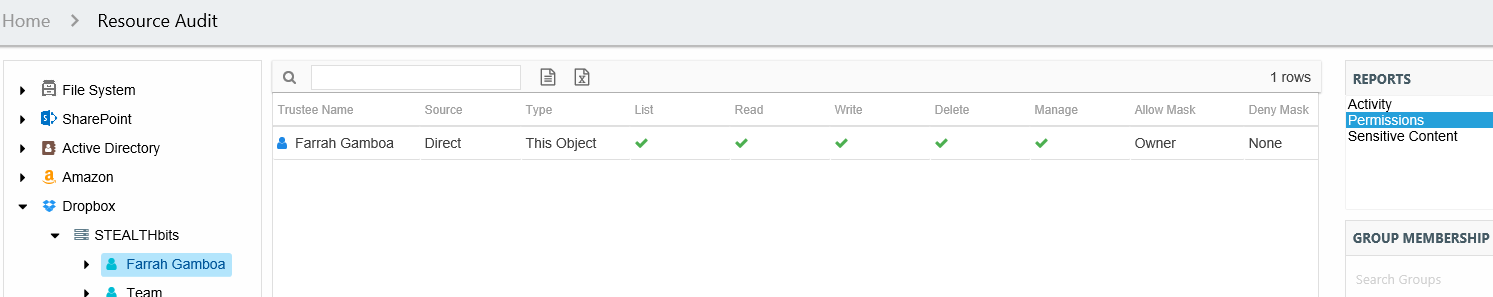 Home > Resource Audit
File System
SharePoint
Active Directory
Amazon
Dropbox
STEALTHbits
Farrah Gamboa
Team
1 rows
Trustee Name Source Type List Read Write Delete Manage Allow Mask Deny Mask
Farrah Gamboa Direct This Object Owner None
REPORTS
Activity
Permissions
Sensitive Content
GROUP MEMBERSHIP
Search Groups